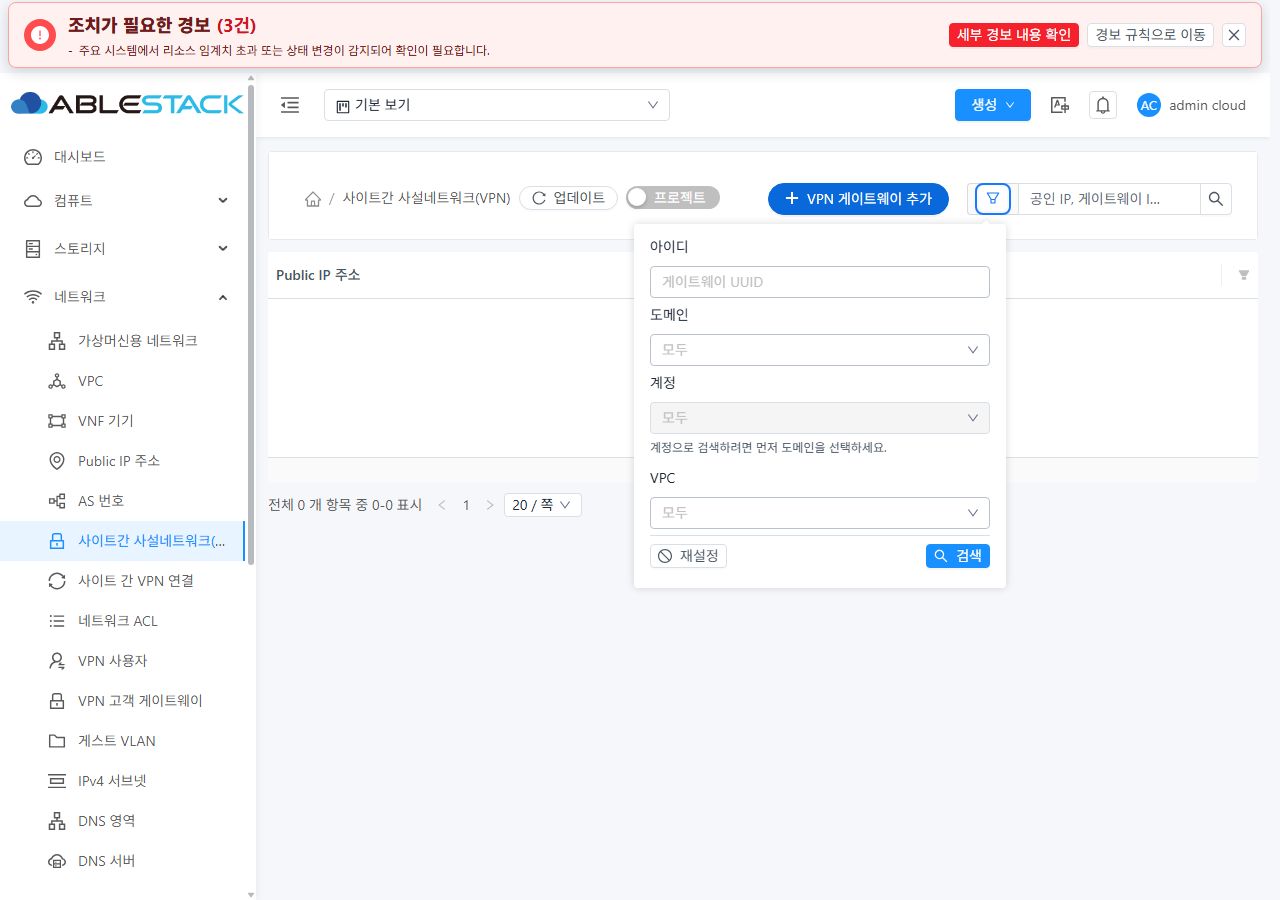 조치가 필요한 경보 (3건)
- 주요 시스템에서 리소스 임계치 초과 또는 상태 변경이 감지되어 확인이 필요합니다.
세부 경보 내용 확인
경보 규칙으로 이동
ABLESTACK
기본 보기
생성
AC admin cloud
대시보드
컴퓨트
스토리지
네트워크
가상머신용 네트워크
VPC
VNF 기기
Public IP 주소
AS 번호
사이트간 사설네트워크(...
사이트 간 VPN 연결
네트워크 ACL
VPN 사용자
VPN 고객 게이트웨이
게스트 VLAN
IPv4 서브넷
DNS 영역
DNS 서버
/ 사이트간 사설네트워크(VPN)
업데이트
프로젝트
VPN 게이트웨이 추가
공인 IP, 게이트웨이 I...
Public IP 주소
전체 0 개 항목 중 0-0 표시
1
20 / 쪽
아이디
게이트웨이 UUID
도메인
모두
계정
모두
계정으로 검색하려면 먼저 도메인을 선택하세요.
VPC
모두
재설정
검색